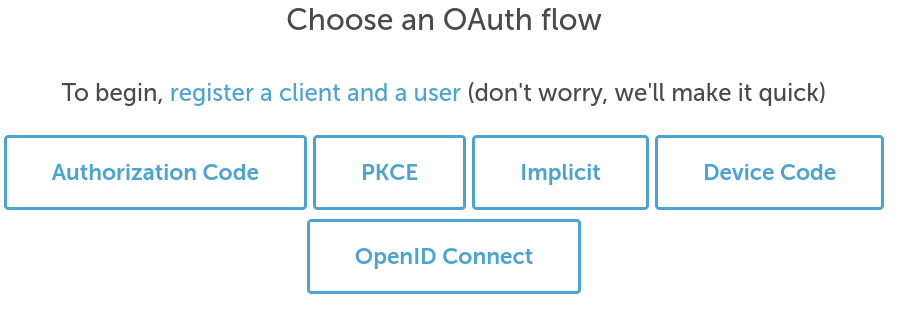 Choose an OAuth flow
To begin, register a client and a user (don't worry, we'll make it quick)
Authorization Code
PKCE
Implicit
Device Code
OpenID Connect